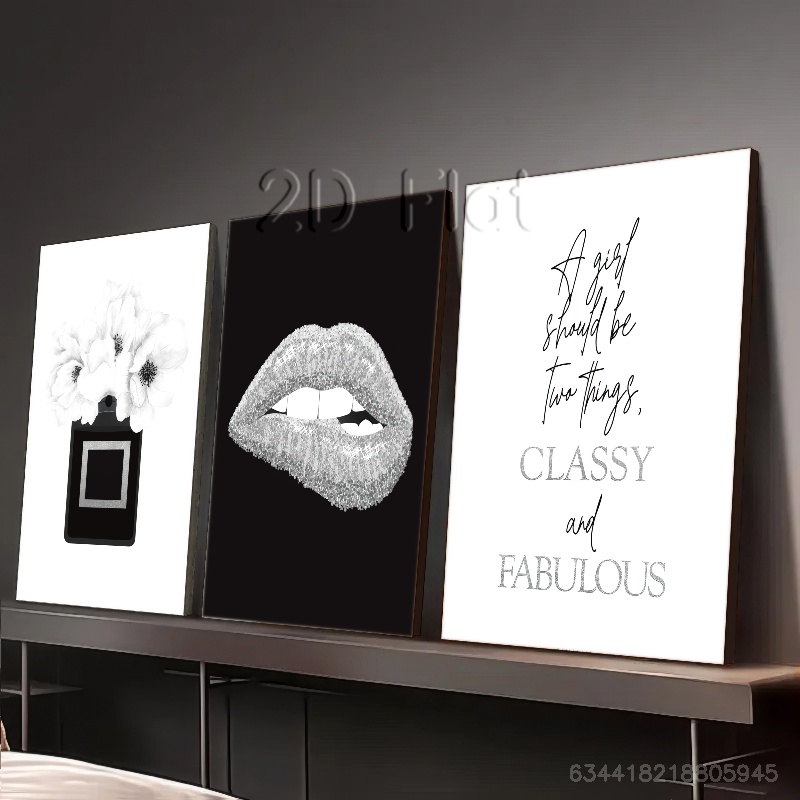 2D Flat
A girl
should be
two things,
CLASSY
and
FABULOUS
634418218805945